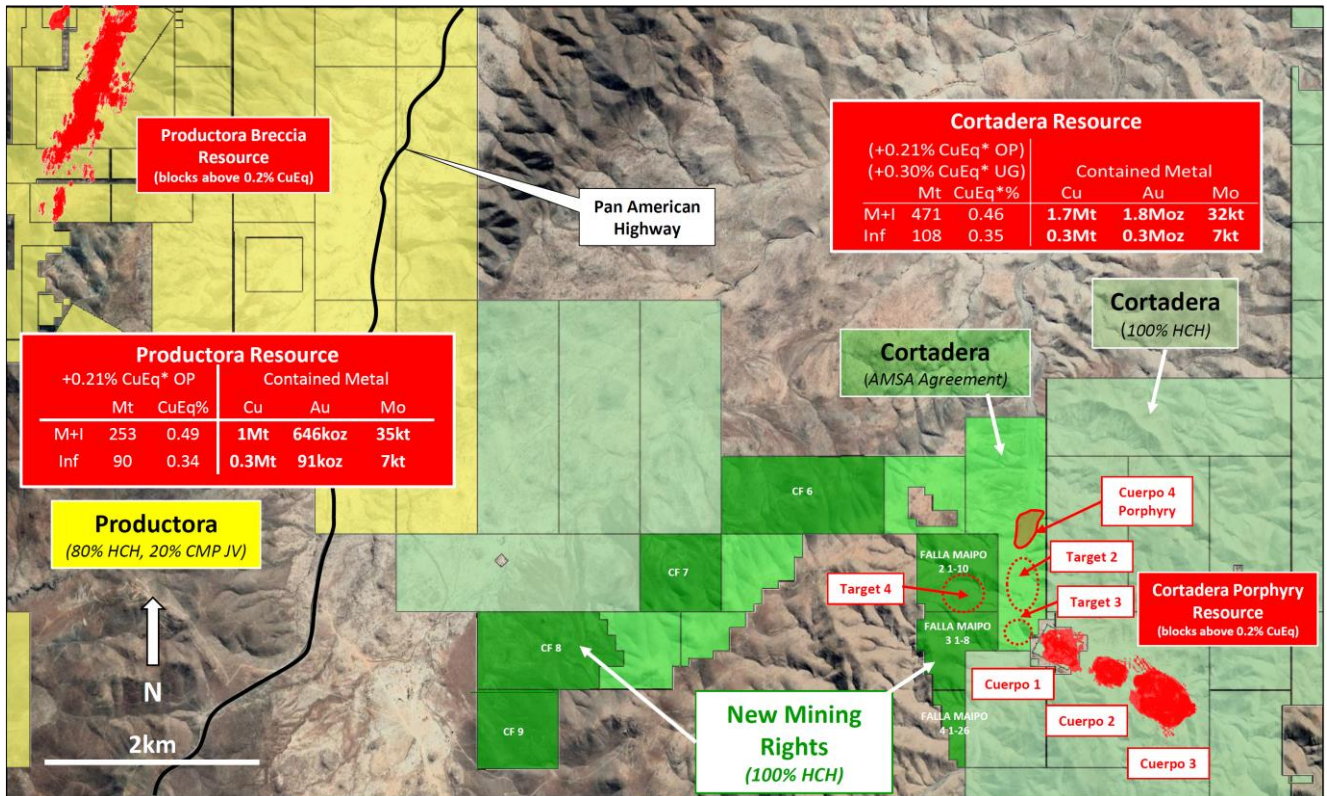 Productora Breccia
Resource
(blocks above 0.2% CuEq)
Pan American
Highway
Cortadera Resource
(+0.21% CuEq* OP)
(+0.30% CuEq* UG) Contained Metal
Mt CuEq*% Cu Au Mo
M+I 471 0.46 1.7Mt 1.8Moz 32kt
Inf 108 0.35 0.3Mt 0.3Moz 7kt
Cortadera
(100% HCH)
Cortadera
(AMSA Agreement)
Productora Resource
+0.21% CuEq* OP Contained Metal
Mt CuEq% Cu Au Mo
M+I 253 0.49 1Mt 646koz 35kt
Inf 90 0.34 0.3Mt 91koz 7kt
Productora
(80% HCH, 20% CMP JV)
N
2km
CF 6
CF 7
CF 8
CF 9
Cuerpo 4
Porphyry
FALLA MAIPO
2 1-10
Target 2
Target 4
Target 3
FALLA MAIPO
3 1-8
Cortadera Porphyry
Resource
(blocks above 0.2% CuEq)
Cuerpo 1
Cuerpo 2
Cuerpo 3
FALLA MAIPO
4 1-26
New Mining
Rights
(100% HCH)